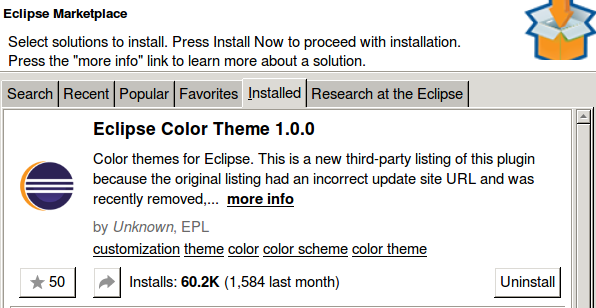 Eclipse Marketplace
Select solutions to install. Press Install Now to proceed with installation.
Press the "more info" link to learn more about a solution.
Search Recent Popular Favorites Installed Research at the Eclipse
Eclipse Color Theme 1.0.0
Color themes for Eclipse. This is a new third-party listing of this plugin
because the original listing had an incorrect update site URL and was
recently removed,... more info
by Unknown, EPL
customization theme color color scheme color theme
50 Installs: 60.2K (1,584 last month) Uninstall